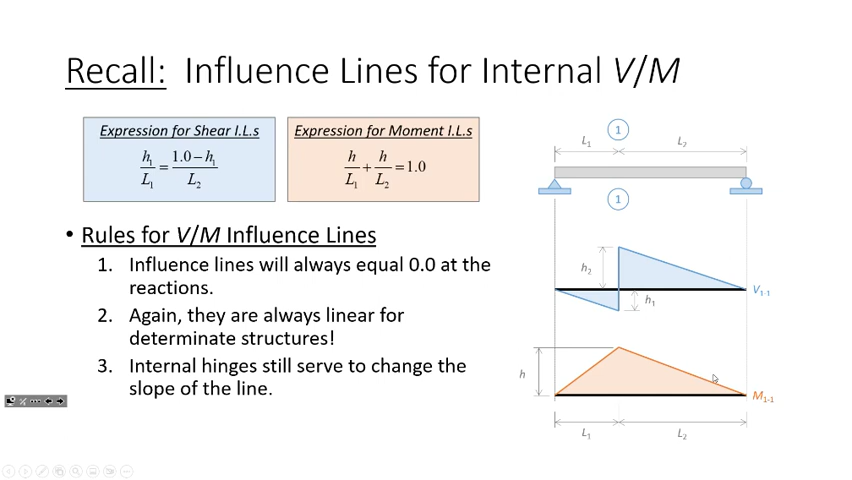 Recall: Influence Lines for Internal V/M
Expression for Shear I.L.s
h₁/L₁ = 1.0−h₁/L₂
Expression for Moment I.L.s
h/L₁ + h/L₂ = 1.0
• Rules for V/M Influence Lines
1. Influence lines will always equal 0.0 at the
reactions.
2. Again, they are always linear for
determinate structures!
3. Internal hinges still serve to change the
slope of the line.
1
L₁
L₂
1
h₂
h₁
V₁₋₁
h
M₁₋₁
L₁
L₂